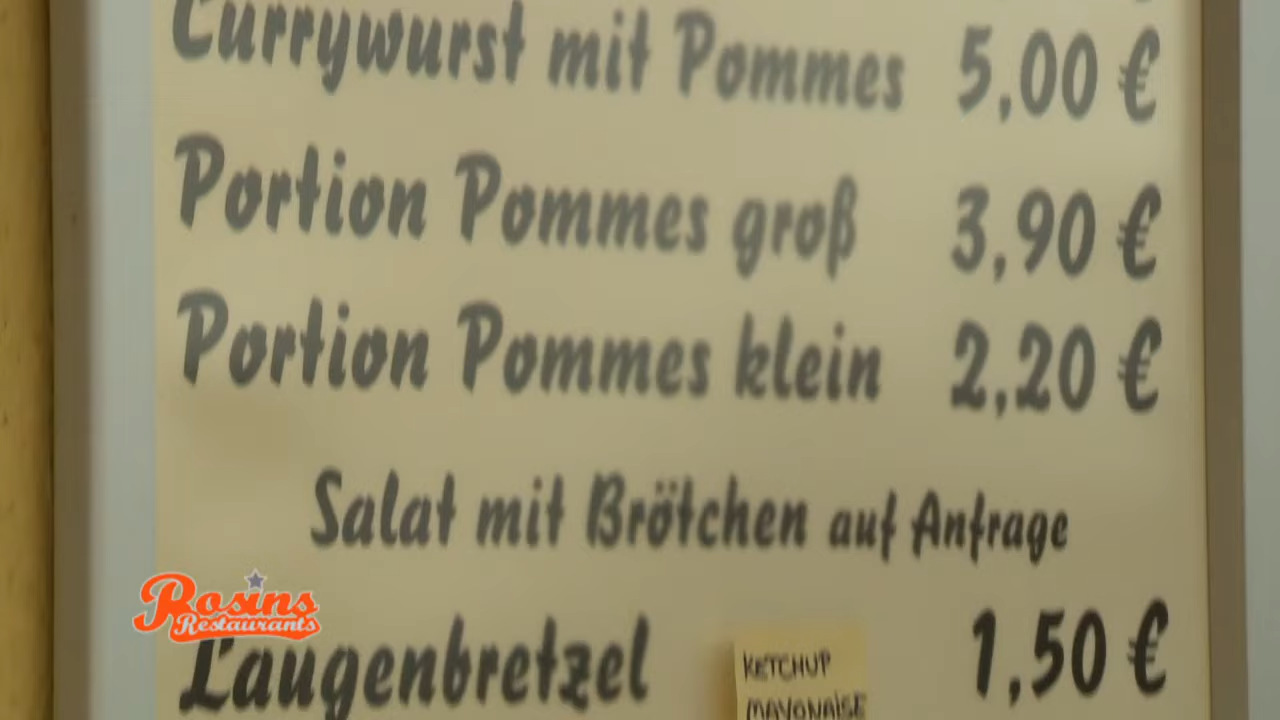 Currywurst mit Pommes 5,00 €
Portion Pommes groß 3,90 €
Portion Pommes klein 2,20 €
Salat mit Brötchen auf Anfrage
Rosins
Restaurants
Laugenbretzel 1,50 €
KETCHUP
MAYONAISE